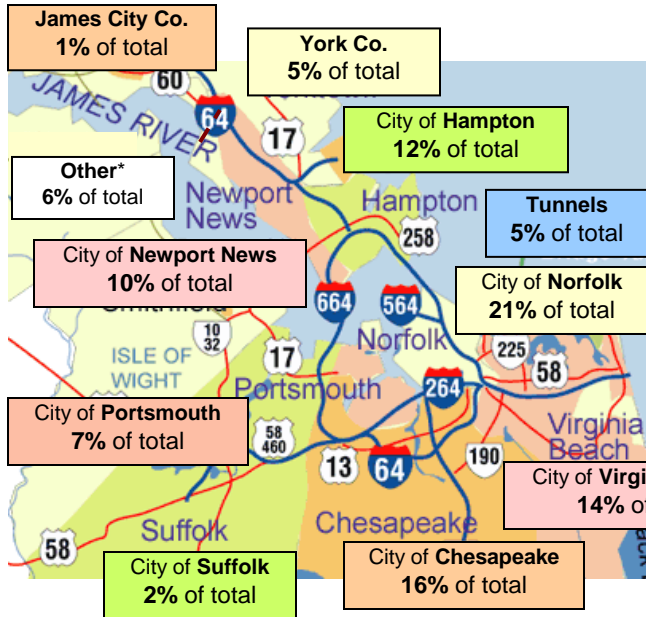 James City Co.
1% of total
York Co.
5% of total
60
JAMES RIVER
64
17
City of Hampton
12% of total
Other*
6% of total
Newport
News
Hampton
258
Tunnels
5% of total
City of Newport News
10% of total
City of Norfolk
21% of total
664
564
10
32
ISLE OF
WIGHT
17
Norfolk
225
58
Portsmouth
264
City of Portsmouth
7% of total
58
460
13
64
190
Virginia
Beach
City of
14%
58
Suffolk
Chesapeake
City of Suffolk
2% of total
City of Chesapeake
16% of total